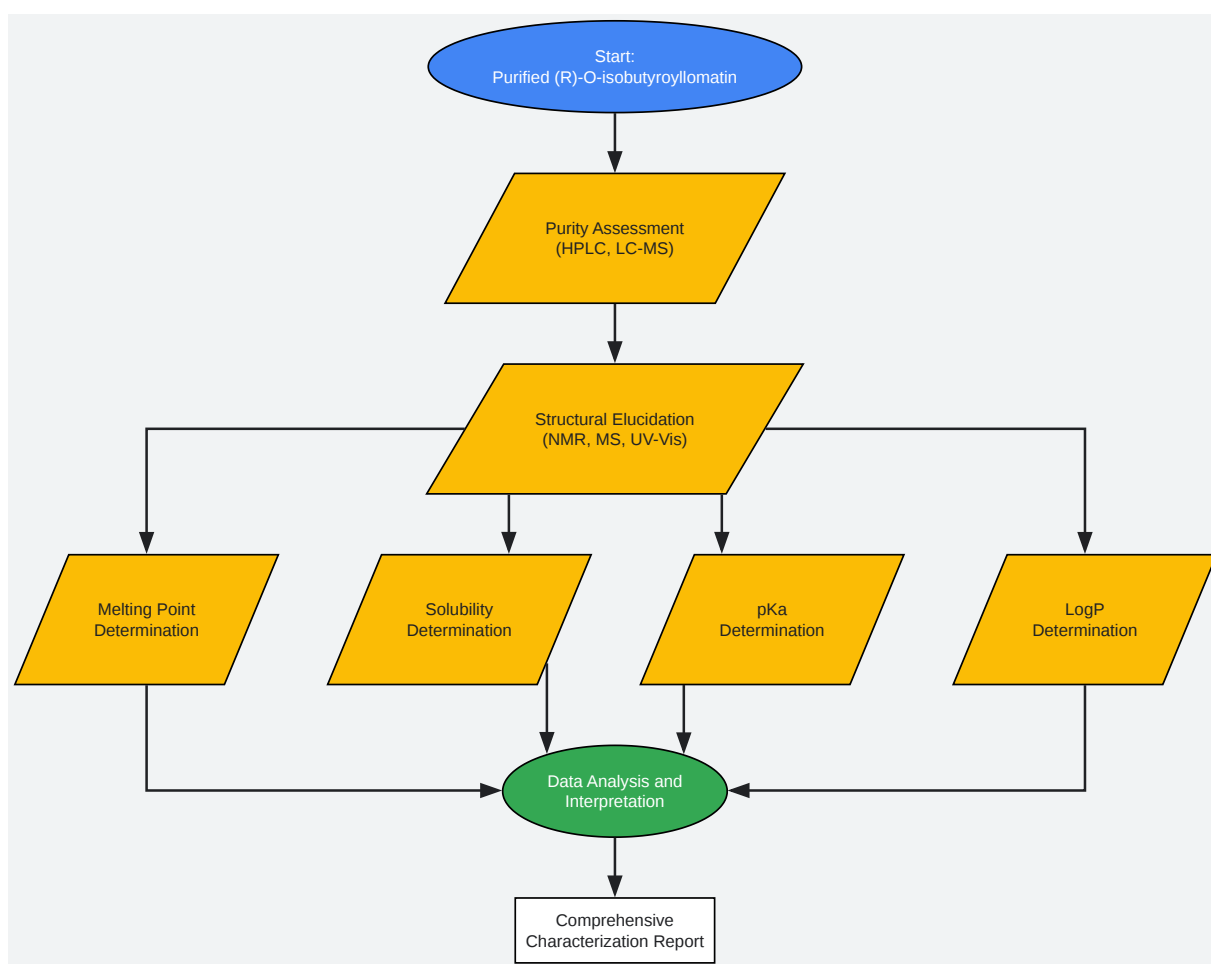 Start:
Purified (R)-O-isobutyroyllomatin
Purity Assessment
(HPLC, LC-MS)
Structural Elucidation
(NMR, MS, UV-Vis)
Melting Point
Determination
Solubility
Determination
pKa
Determination
LogP
Determination
Data Analysis and
Interpretation
Comprehensive
Characterization Report